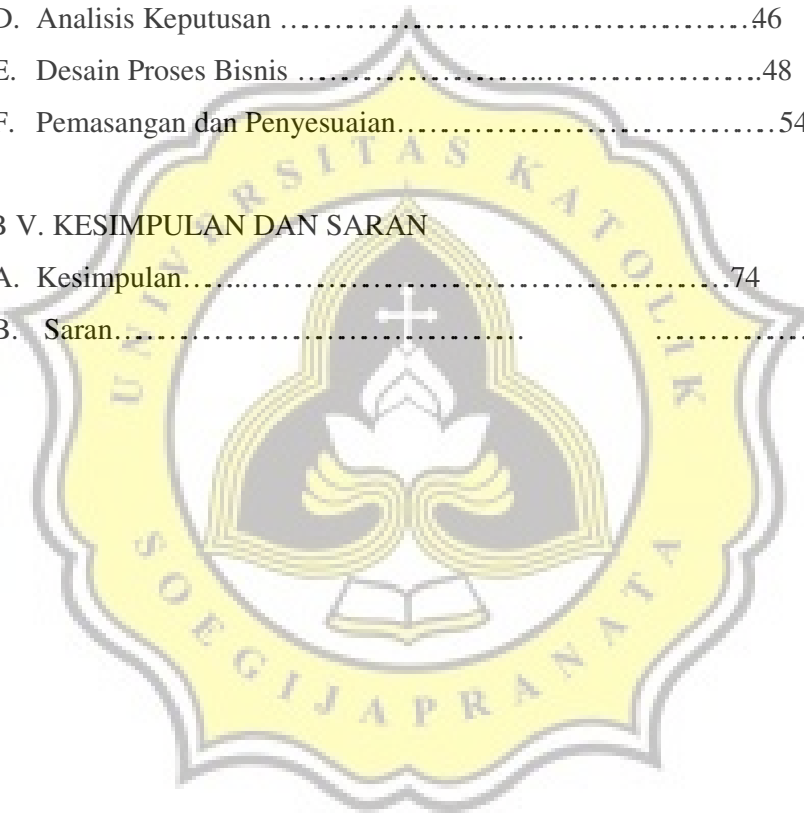 D. Analisis Keputusan ……………………………………….46
E. Desain Proses Bisnis ……………………...……………………….48
F. Pemasangan dan Penyesuaian……………………………………54
B V. KESIMPULAN DAN SARAN
A. Kesimpulan…...………………………………………………….74
B. Saran………………………………………… ………………
UNIVERSITAS KATOLIK
SOEGIJAPRANATA